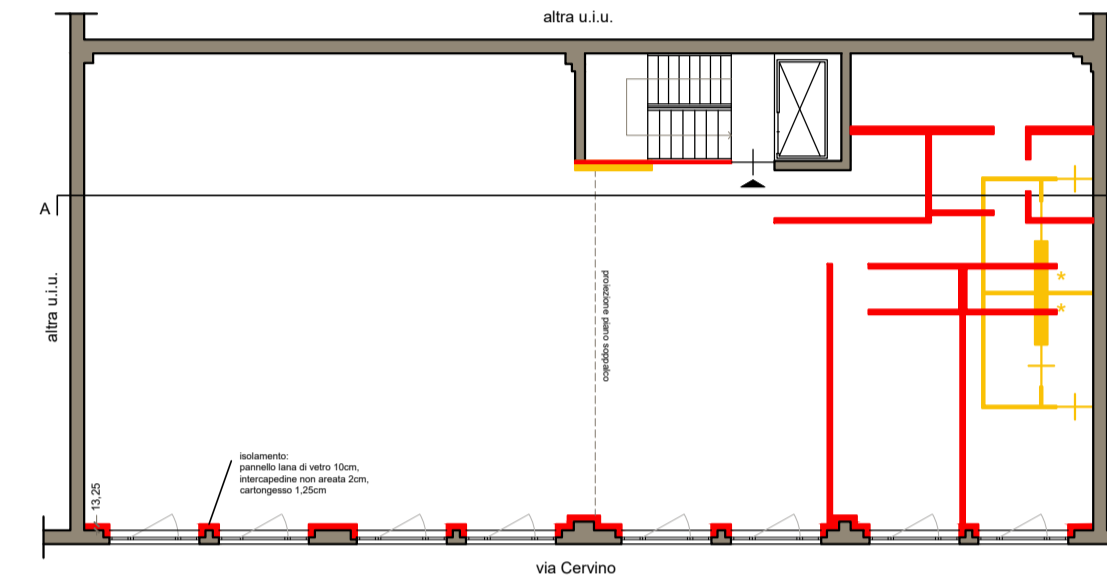 altra u.i.u.
A
altra u.i.u.
proiezione piano soppalco
*
*
isolamento:
pannello lana di vetro 10cm,
intercapedine non areata 2cm,
cartongesso 1,25cm
13,25
via Cervino